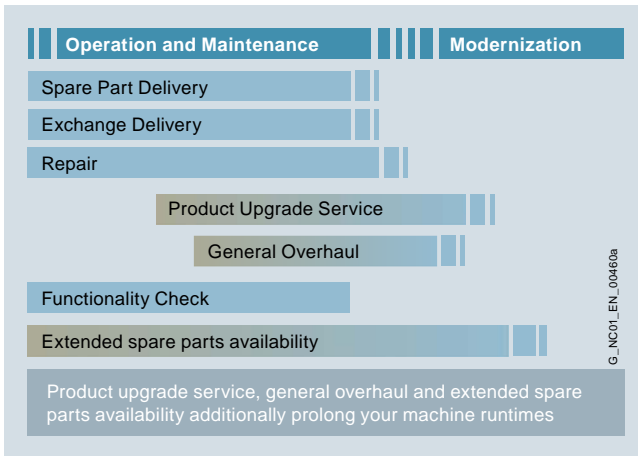 Operation and Maintenance
Modernization
Spare Part Delivery
Exchange Delivery
Repair
Product Upgrade Service
General Overhaul
Functionality Check
Extended spare parts availability
G_NC01_EN_00460a
Product upgrade service, general overhaul and extended spare
parts availability additionally prolong your machine runtimes